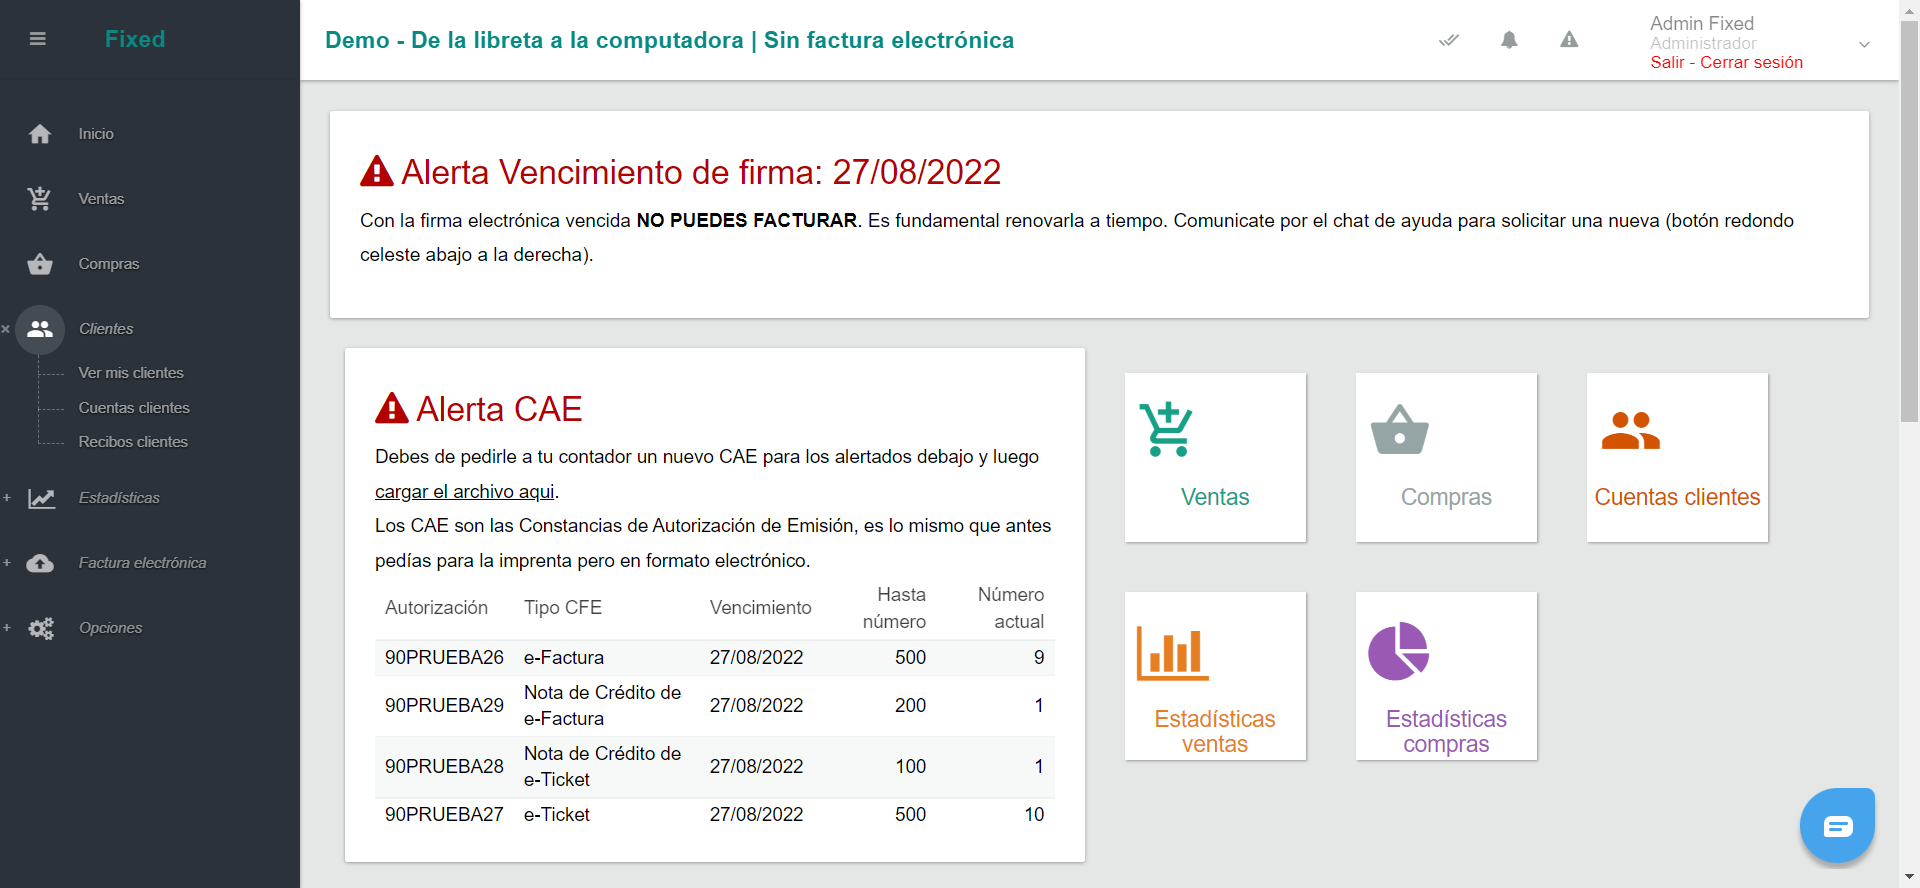 Fixed
Demo - De la libreta a la computadora | Sin factura electrónica
Admin Fixed
Administrador
Salir - Cerrar sesión
Inicio
Ventas
Compras
Clientes
Ver mis clientes
Cuentas clientes
Recibos clientes
Estadísticas
Factura electrónica
Opciones
Alerta Vencimiento de firma: 27/08/2022
Con la firma electrónica vencida NO PUEDES FACTURAR. Es fundamental renovarla a tiempo. Comunicate por el chat de ayuda para solicitar una nueva (botón redondo
celeste abajo a la derecha).
Alerta CAE
Debes de pedirle a tu contador un nuevo CAE para los alertados debajo y luego
cargar el archivo aqui.
Los CAE son las Constancias de Autorización de Emisión, es lo mismo que antes
pedías para la imprenta pero en formato electrónico.
Autorización Tipo CFE Vencimiento Hasta número Número actual
90PRUEBA26 e-Factura 27/08/2022 500 9
90PRUEBA29 Nota de Crédito de e-Factura 27/08/2022 200 1
90PRUEBA28 Nota de Crédito de e-Ticket 27/08/2022 100 1
90PRUEBA27 e-Ticket 27/08/2022 500 10
Ventas
Compras
Cuentas clientes
Estadísticas
ventas
Estadísticas
compras